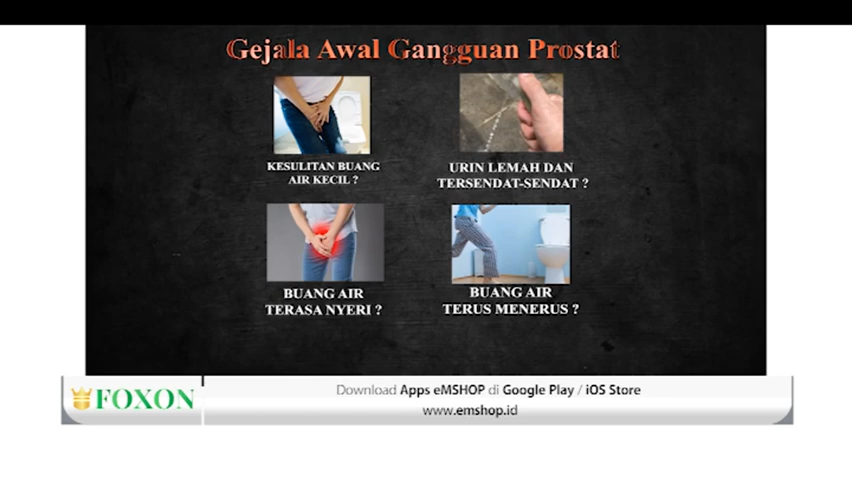 Gejala Awal Gangguan Prostat
KESULITAN BUANG
AIR KECIL ?
URIN LEMAH DAN
TERSENDAT-SENDAT ?
BUANG AIR
TERASA NYERI ?
BUANG AIR
TERUS MENERUS ?
FOXON
Download Apps eMSHOP di Google Play / iOS Store
www.emshop.id